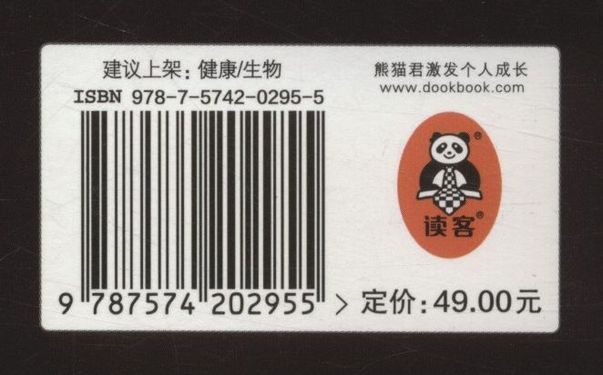 建议上架：健康/生物
ISBN 978-7-5742-0295-5
9 787574 202955 >
熊猫君激发个人成长
www.dookbook.com
®
读客®
定价：49.00元